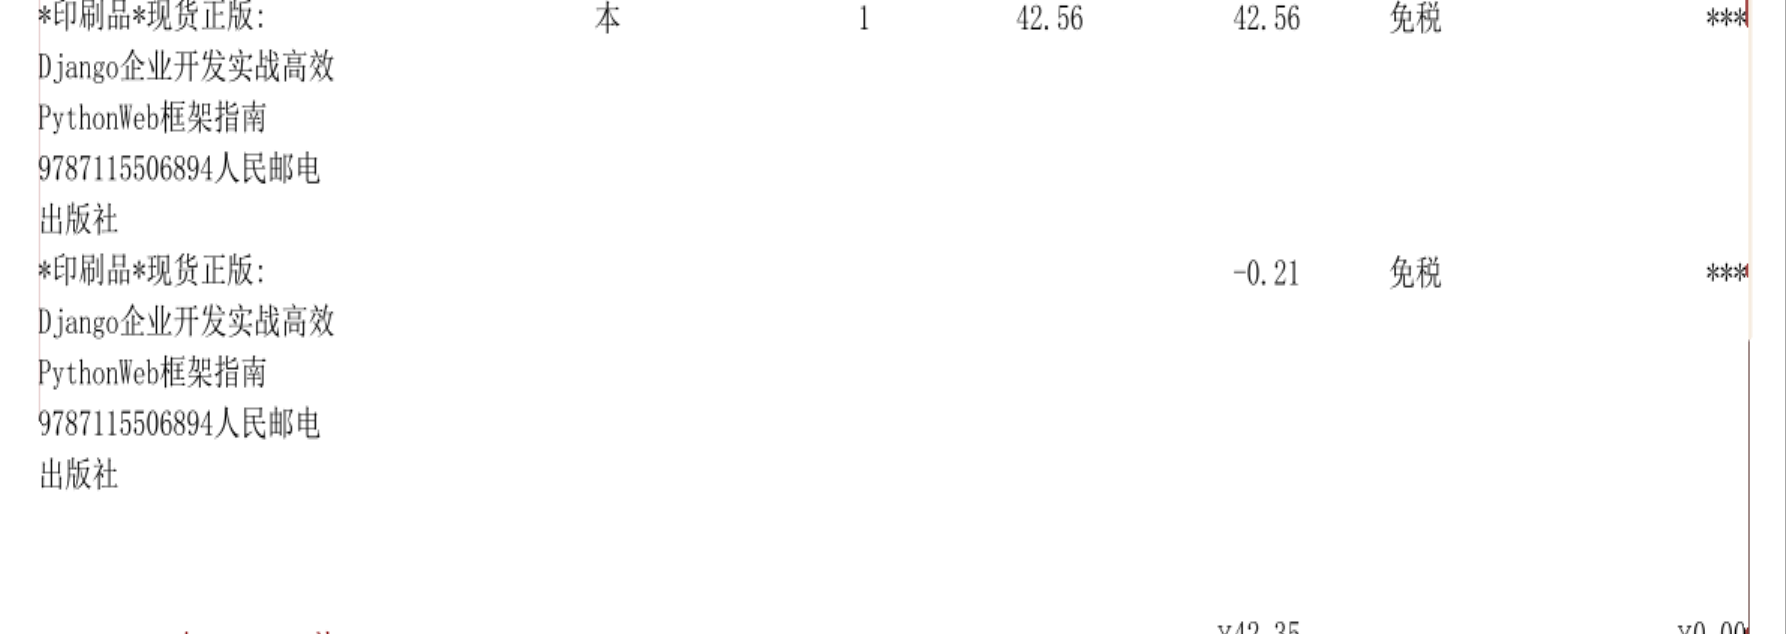 *印刷品*现货正版: 本 1 42.56 42.56 免税 ***
Django企业开发实战高效
PythonWeb框架指南
9787115506894人民邮电
出版社
*印刷品*现货正版: -0.21 免税 ***
Django企业开发实战高效
PythonWeb框架指南
9787115506894人民邮电
出版社
¥42.35 ¥0.00